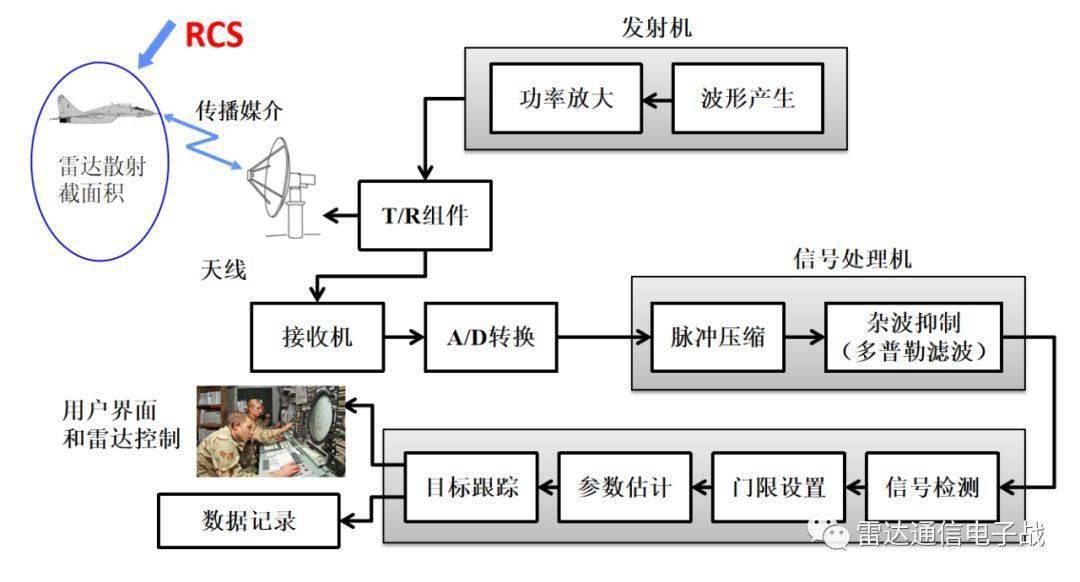 RCS
发射机
功率放大
波形产生
传播媒介
雷达散射
截面积
T/R组件
天线
信号处理机
接收机
A/D转换
脉冲压缩
杂波抑制
（多普勒滤波）
用户界面
和雷达控制
目标跟踪
参数估计
门限设置
信号检测
数据记录
雷达通信电子战